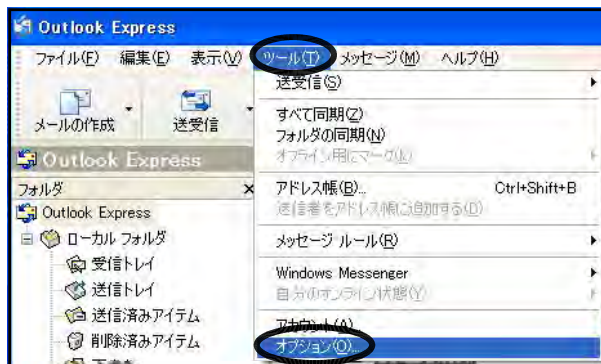 Outlook Express
ファイル(F) 編集(E) 表示(V) ツール(T) メッセージ(M) ヘルプ(H)
メールの作成 送受信
Outlook Express
フォルダ ×
Outlook Express
ローカル フォルダ
受信トレイ
送信トレイ
送信済みアイテム
削除済みアイテム
送受信(S)
すべて同期(Z)
フォルダの同期(N)
オフライン用にマーク(K)
アドレス帳(B)... Ctrl+Shift+B
送信者をアドレス帳に追加する(D)
メッセージ ルール(R)
Windows Messenger
自分のオンライン状態(Y)
アカウント(A)...
オプション(O)...